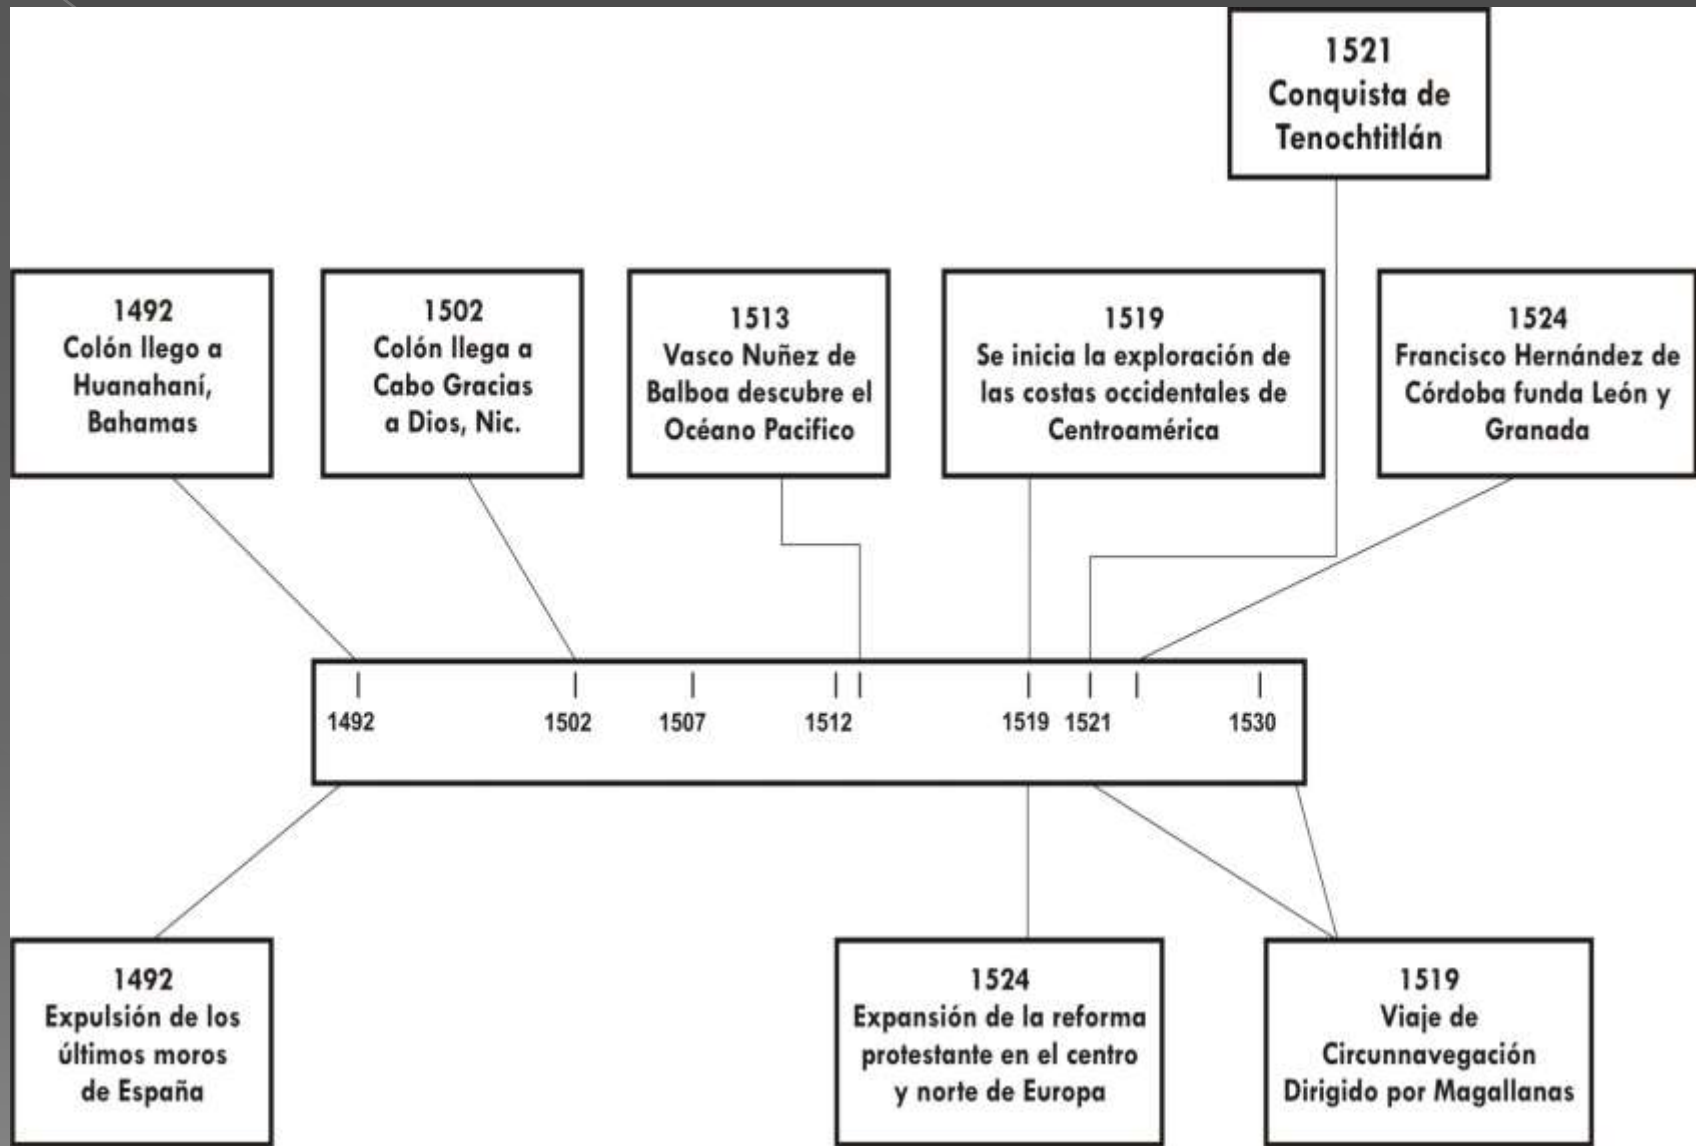 1521
Conquista de
Tenochtitlán
1492
Colón llego a
Huanahaní,
Bahamas
1502
Colón llega a
Cabo Gracias
a Dios, Nic.
1513
Vasco Nuñez de
Balboa descubre el
Océano Pacifico
1519
Se inicia la exploración de
las costas occidentales de
Centroamérica
1524
Francisco Hernández de
Córdoba funda León y
Granada
1492 1502 1507 1512 1519 1521 1530
1492
Expulsión de los
últimos moros
de España
1524
Expansión de la reforma
protestante en el centro
y norte de Europa
1519
Viaje de
Circunnavegación
Dirigido por Magallanas